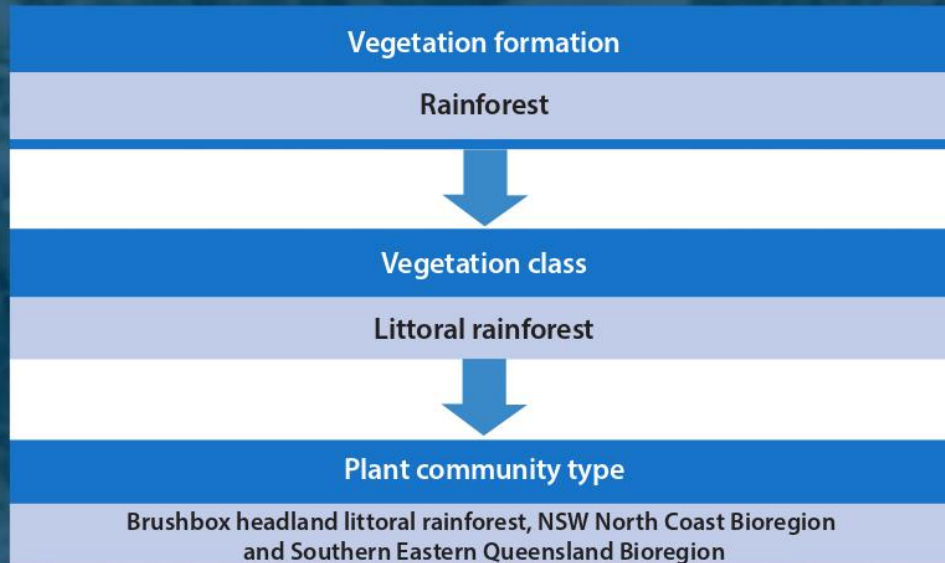 Vegetation formation
Rainforest
Vegetation class
Littoral rainforest
Plant community type
Brushbox headland littoral rainforest, NSW North Coast Bioregion
and Southern Eastern Queensland Bioregion